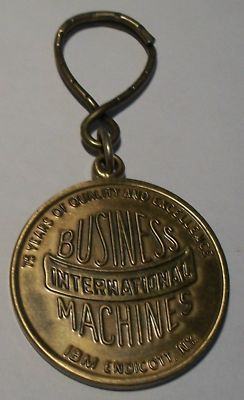 75 YEARS OF QUALITY AND EXCELLENCE
BUSINESS
INTERNATIONAL
MACHINES
IBM ENDICOTT, N.Y.